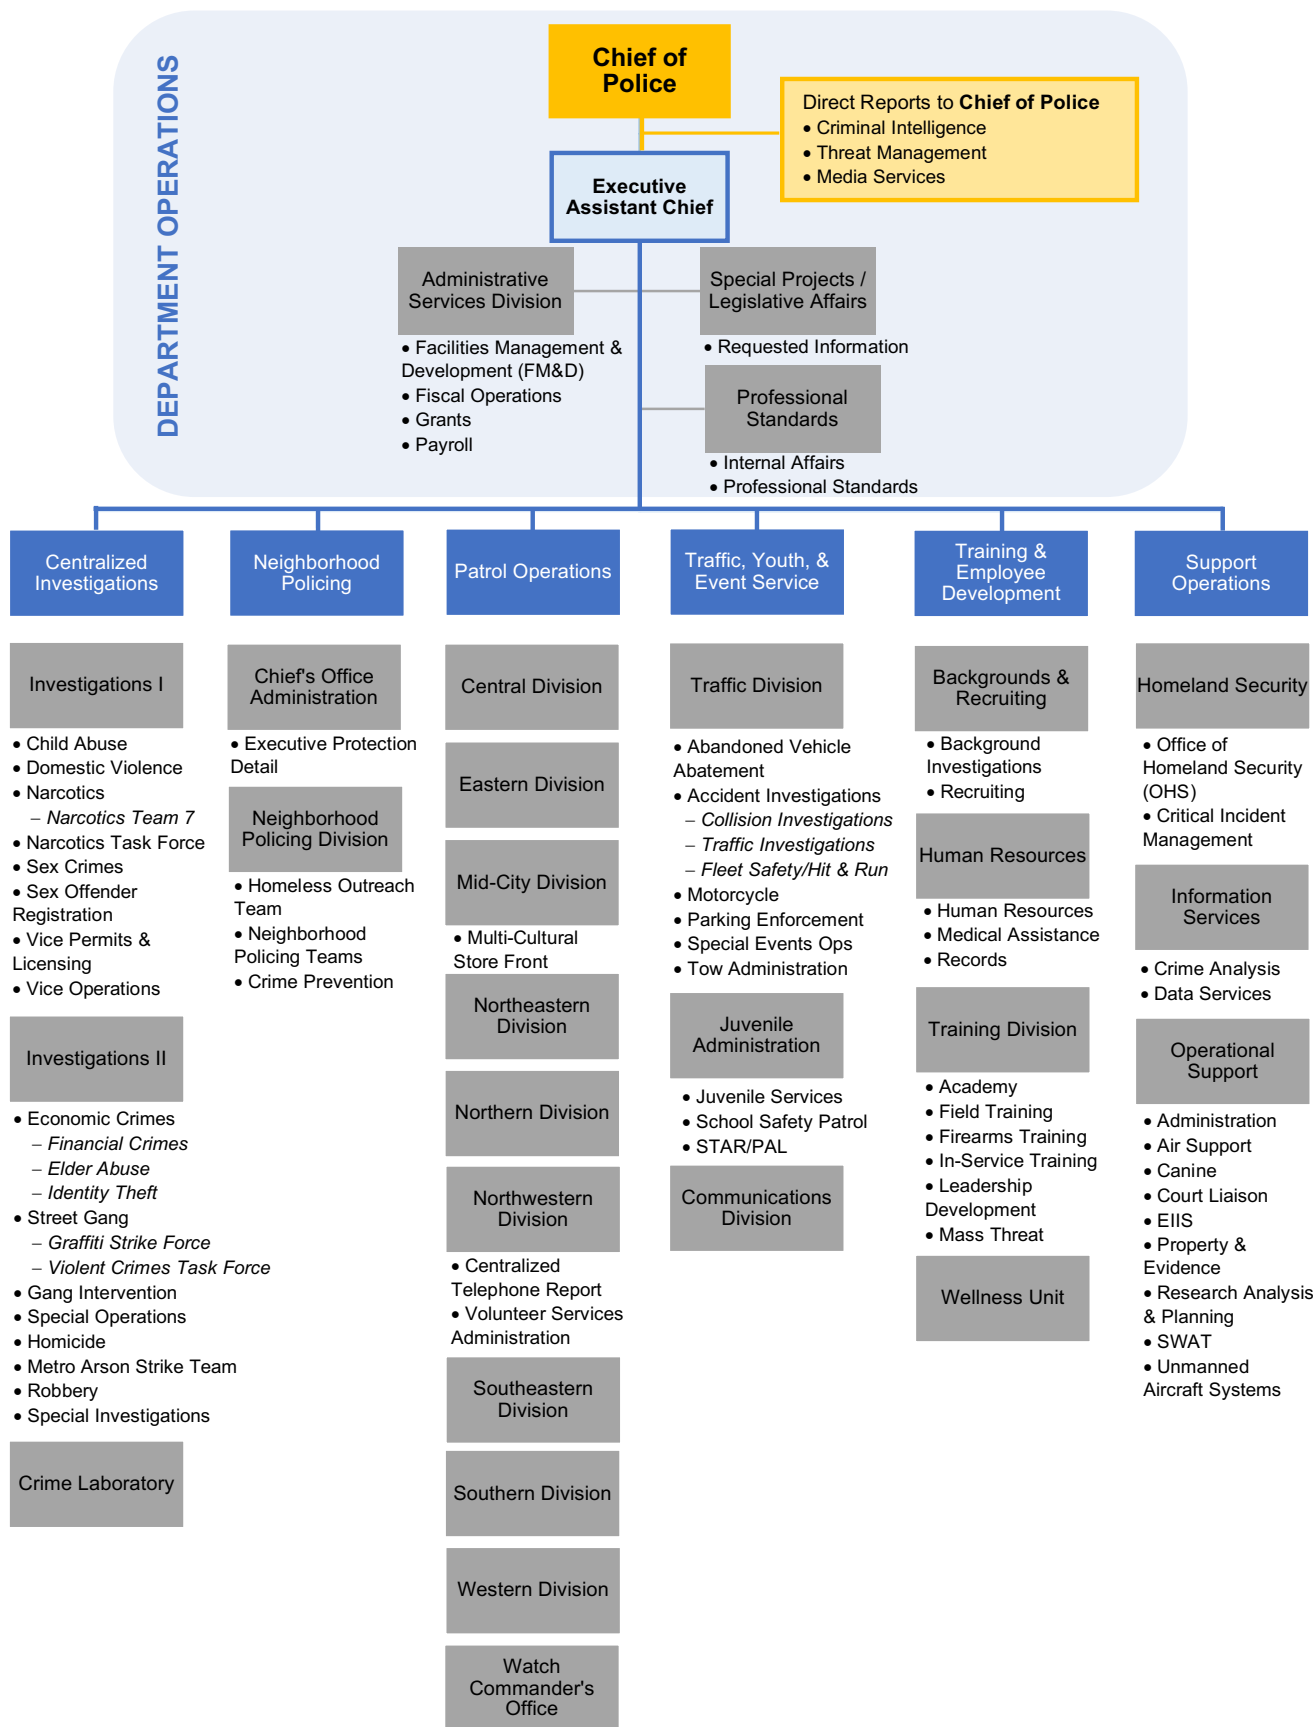 DEPARTMENT OPERATIONS
Chief of
Police
Direct Reports to Chief of Police
• Criminal Intelligence
• Threat Management
• Media Services
Executive
Assistant Chief
Administrative
Services Division
• Facilities Management &
Development (FM&D)
• Fiscal Operations
• Grants
• Payroll
Special Projects /
Legislative Affairs
• Requested Information
Professional
Standards
• Internal Affairs
• Professional Standards
Centralized
Investigations
Investigations I
• Child Abuse
• Domestic Violence
• Narcotics
– Narcotics Team 7
• Narcotics Task Force
• Sex Crimes
• Sex Offender
Registration
• Vice Permits &
Licensing
• Vice Operations
Investigations II
• Economic Crimes
– Financial Crimes
– Elder Abuse
– Identity Theft
• Street Gang
– Graffiti Strike Force
– Violent Crimes Task Force
• Gang Intervention
• Special Operations
• Homicide
• Metro Arson Strike Team
• Robbery
• Special Investigations
Crime Laboratory
Neighborhood
Policing
Chief's Office
Administration
• Executive Protection
Detail
Neighborhood
Policing Division
• Homeless Outreach
Team
• Neighborhood
Policing Teams
• Crime Prevention
Patrol Operations
Central Division
Eastern Division
Mid-City Division
• Multi-Cultural
Store Front
Northeastern
Division
Northern Division
Northwestern
Division
• Centralized
Telephone Report
• Volunteer Services
Administration
Southeastern
Division
Southern Division
Western Division
Watch
Commander's
Office
Traffic, Youth, &
Event Service
Traffic Division
• Abandoned Vehicle
Abatement
• Accident Investigations
– Collision Investigations
– Traffic Investigations
– Fleet Safety/Hit & Run
• Motorcycle
• Parking Enforcement
• Special Events Ops
• Tow Administration
Juvenile
Administration
• Juvenile Services
• School Safety Patrol
• STAR/PAL
Communications
Division
Training &
Employee
Development
Backgrounds &
Recruiting
• Background
Investigations
• Recruiting
Human Resources
• Human Resources
• Medical Assistance
• Records
Training Division
• Academy
• Field Training
• Firearms Training
• In-Service Training
• Leadership
Development
• Mass Threat
Wellness Unit
Support
Operations
Homeland Security
• Office of
Homeland Security
(OHS)
• Critical Incident
Management
Information
Services
• Crime Analysis
• Data Services
Operational
Support
• Administration
• Air Support
• Canine
• Court Liaison
• EIIS
• Property &
Evidence
• Research Analysis
& Planning
• SWAT
• Unmanned
Aircraft Systems